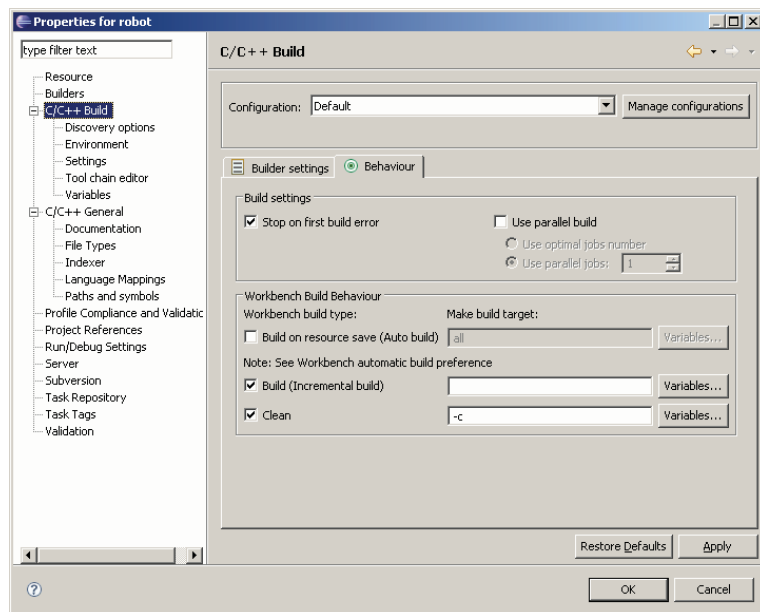 Properties for robot
type filter text
C/C++ Build
Resource
Builders
C/C++ Build
Discovery options
Environment
Settings
Tool chain editor
Variables
C/C++ General
Documentation
File Types
Indexer
Language Mappings
Paths and symbols
Profile Compliance and Validatic
Project References
Run/Debug Settings
Server
Subversion
Task Repository
Task Tags
Validation
Configuration: Default Manage configurations
Builder settings Behaviour
Build settings
Stop on first build error Use parallel build
Use optimal jobs number
Use parallel jobs: 1
Workbench Build Behaviour
Workbench build type: Make build target:
Build on resource save (Auto build) all Variables...
Note: See Workbench automatic build preference
Build (Incremental build) Variables...
Clean -c Variables...
Restore Defaults Apply
? OK Cancel